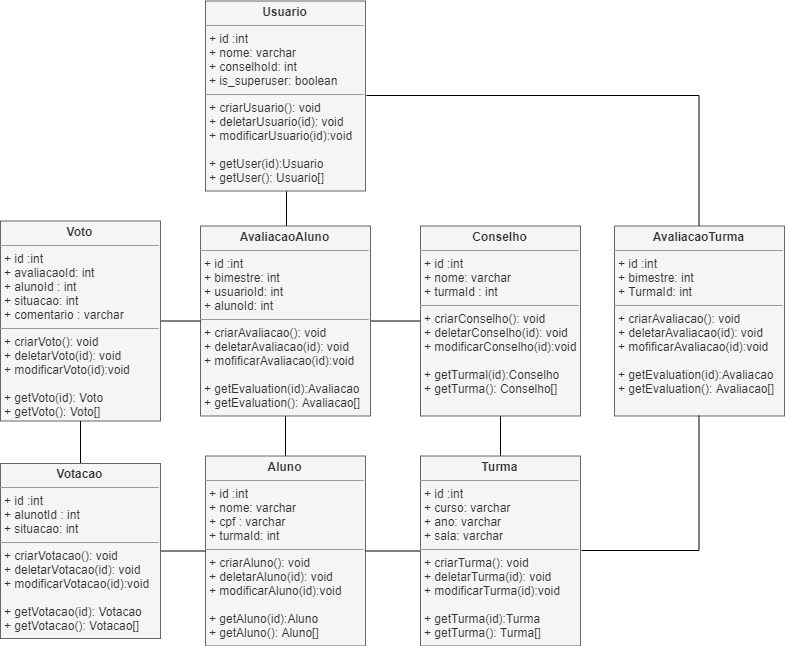 Usuario
+ id :int
+ nome: varchar
+ conselhoId: int
+ is_superuser: boolean
+ criarUsuario(): void
+ deletarUsuario(id): void
+ modificarUsuario(id):void
+ getUser(id):Usuario
+ getUser(): Usuario[]
Voto
+ id :int
+ avaliacaoId: int
+ alunoId : int
+ situacao: int
+ comentario : varchar
+ criarVoto(): void
+ deletarVoto(id): void
+ modificarVoto(id):void
+ getVoto(id): Voto
+ getVoto(): Voto[]
AvaliacaoAluno
+ id :int
+ bimestre: int
+ usuarioId: int
+ alunoId: int
+ criarAvaliacao(): void
+ deletarAvaliacao(id): void
+ mofificarAvaliacao(id):void
+ getEvaluation(id):Avaliacao
+ getEvaluation(): Avaliacao[]
Conselho
+ id :int
+ nome: varchar
+ turmaId : int
+ criarConselho(): void
+ deletarConselho(id): void
+ modificarConselho(id):void
+ getTurmaI(id):Conselho
+ getTurma(): Conselho[]
AvaliacaoTurma
+ id :int
+ bimestre: int
+ TurmaId: int
+ criarAvaliacao(): void
+ deletarAvaliacao(id): void
+ mofificarAvaliacao(id):void
+ getEvaluation(id):Avaliacao
+ getEvaluation(): Avaliacao[]
Votacao
+ id :int
+ alunotId : int
+ situacao: int
+ criarVotacao(): void
+ deletarVotacao(id): void
+ modificarVotacao(id):void
+ getVotacao(id): Votacao
+ getVotacao(): Votacao[]
Aluno
+ id :int
+ nome: varchar
+ cpf : varchar
+ turmaId: int
+ criarAluno(): void
+ deletarAluno(id): void
+ modificarAluno(id):void
+ getAluno(id):Aluno
+ getAluno(): Aluno[]
Turma
+ id :int
+ curso: varchar
+ ano: varchar
+ sala: varchar
+ criarTurma(): void
+ deletarTurma(id): void
+ modificarTurma(id):void
+ getTurma(id):Turma
+ getTurma(): Turma[]